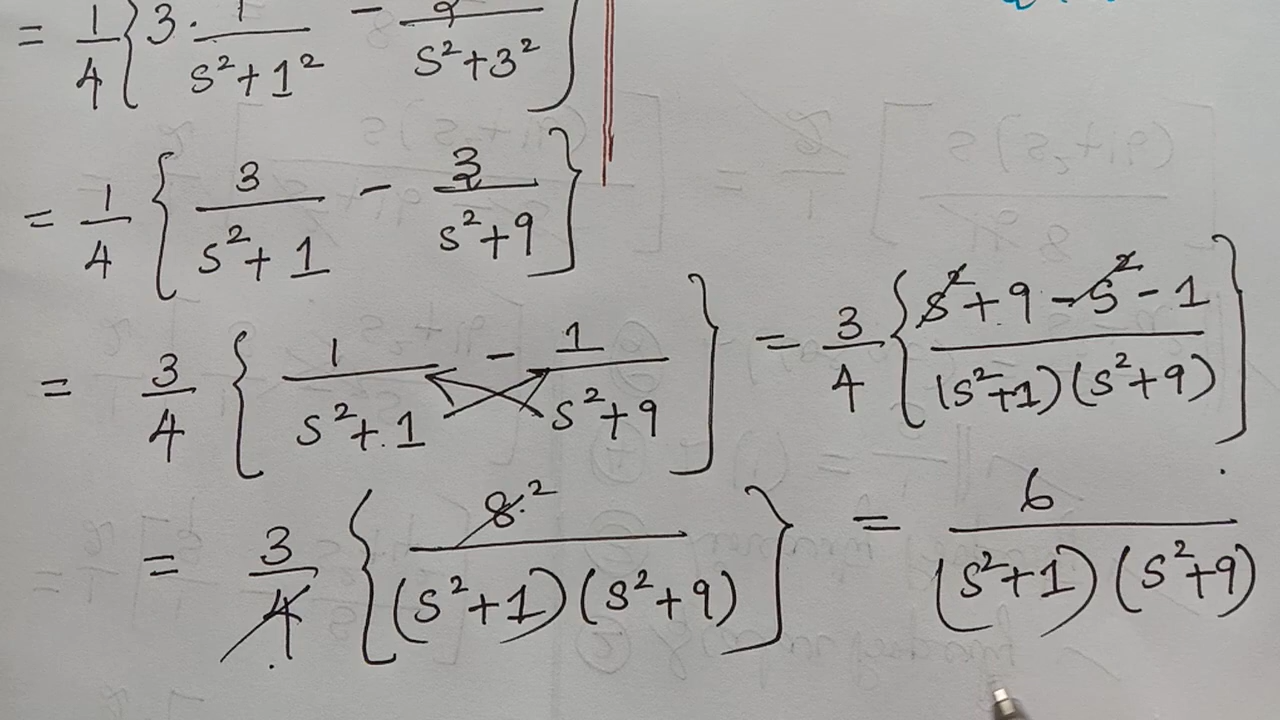 = 1/4 { 3 · 1/(s²+1²) − 3/(s²+3²) }
= 1/4 { 3/(s²+1) − 3/(s²+9) }
= 3/4 { 1/(s²+1) − 1/(s²+9) } = 3/4 { (s²+9−s²−1)/((s²+1)(s²+9)) }
= 3/4 { 8 2/((s²+1)(s²+9)) } = 6/((s²+1)(s²+9))